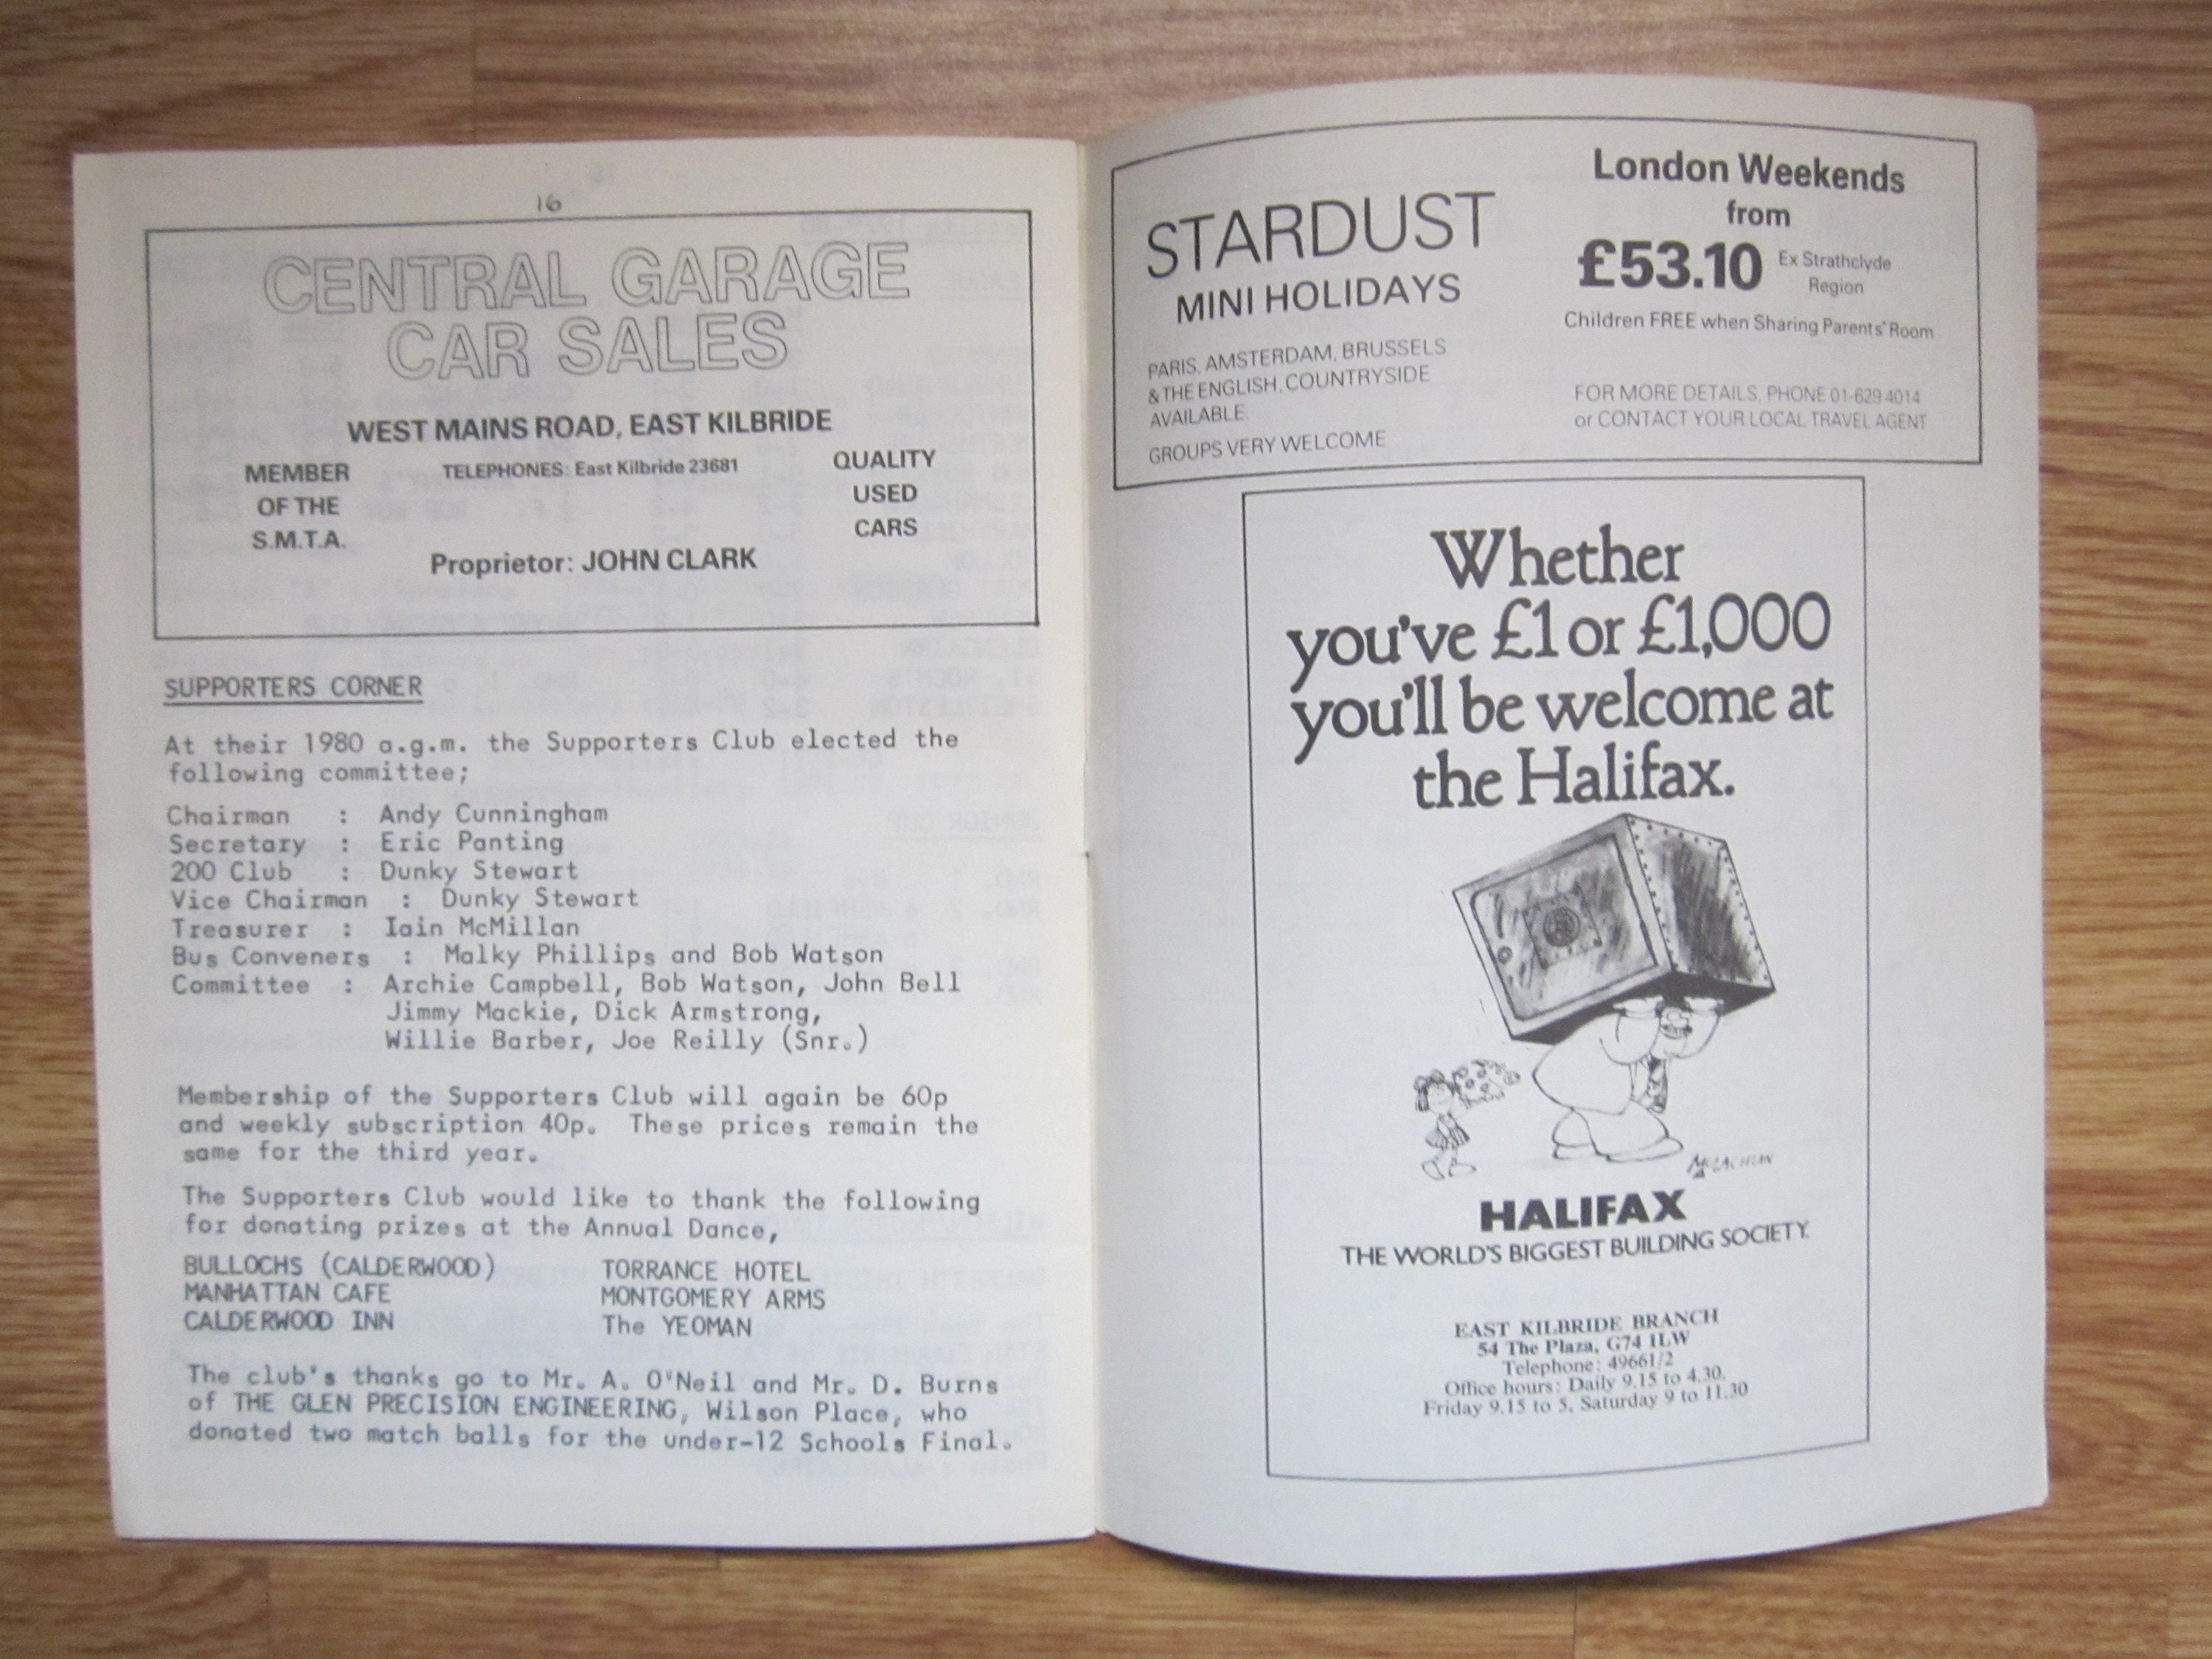 16
CENTRAL GARAGE
CAR SALES
WEST MAINS ROAD, EAST KILBRIDE
MEMBER
OF THE
S.M.T.A.
TELEPHONES: East Kilbride 23681
QUALITY
USED
CARS
Proprietor: JOHN CLARK
SUPPORTERS CORNER
At their 1980 a.g.m. the Supporters Club elected the
following committee;
Chairman : Andy Cunningham
Secretary : Eric Panting
200 Club : Dunky Stewart
Vice Chairman : Dunky Stewart
Treasurer : Iain McMillan
Bus Conveners : Malky Phillips and Bob Watson
Committee : Archie Campbell, Bob Watson, John Bell
Jimmy Mackie, Dick Armstrong,
Willie Barber, Joe Reilly (Snr.)
Membership of the Supporters Club will again be 60p
and weekly subscription 40p. These prices remain the
same for the third year.
The Supporters Club would like to thank the following
for donating prizes at the Annual Dance,
BULLOCHS (CALDERWOOD) TORRANCE HOTEL
MANHATTAN CAFE MONTGOMERY ARMS
CALDERWOOD INN The YEOMAN
The club's thanks go to Mr. A. O'Neil and Mr. D. Burns
of THE GLEN PRECISION ENGINEERING, Wilson Place, who
donated two match balls for the under-12 Schools Final.
STARDUST
MINI HOLIDAYS
PARIS, AMSTERDAM, BRUSSELS
& THE ENGLISH, COUNTRYSIDE
AVAILABLE.
GROUPS VERY WELCOME
London Weekends
from
£53.10 Ex Strathclyde
Region
Children FREE when Sharing Parents' Room
FOR MORE DETAILS, PHONE 01-629 4014
or CONTACT YOUR LOCAL TRAVEL AGENT
Whether
you've £1 or £1,000
you'll be welcome at
the Halifax.
McLACHLAN
HALIFAX
THE WORLD'S BIGGEST BUILDING SOCIETY.
EAST KILBRIDE BRANCH
54 The Plaza, G74 1LW
Telephone: 49661/2
Office hours: Daily 9.15 to 4.30,
Friday 9.15 to 5, Saturday 9 to 11.30